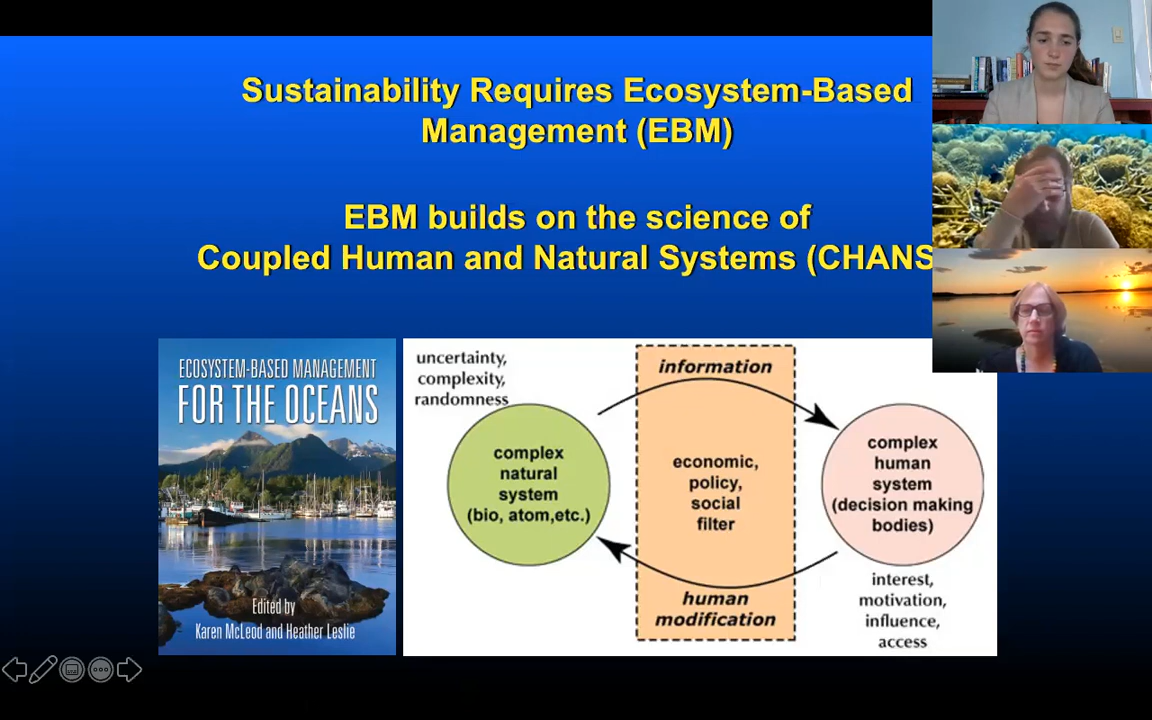 Sustainability Requires Ecosystem-Based
Management (EBM)
EBM builds on the science of
Coupled Human and Natural Systems (CHANS
ECOSYSTEM-BASED MANAGEMENT
FOR THE OCEANS
Edited by
Karen McLeod and Heather Leslie
uncertainty,
complexity,
randomness
complex
natural
system
(bio, atom,etc.)
information
economic,
policy,
social
filter
human
modification
complex
human
system
(decision making
bodies)
interest,
motivation,
influence,
access